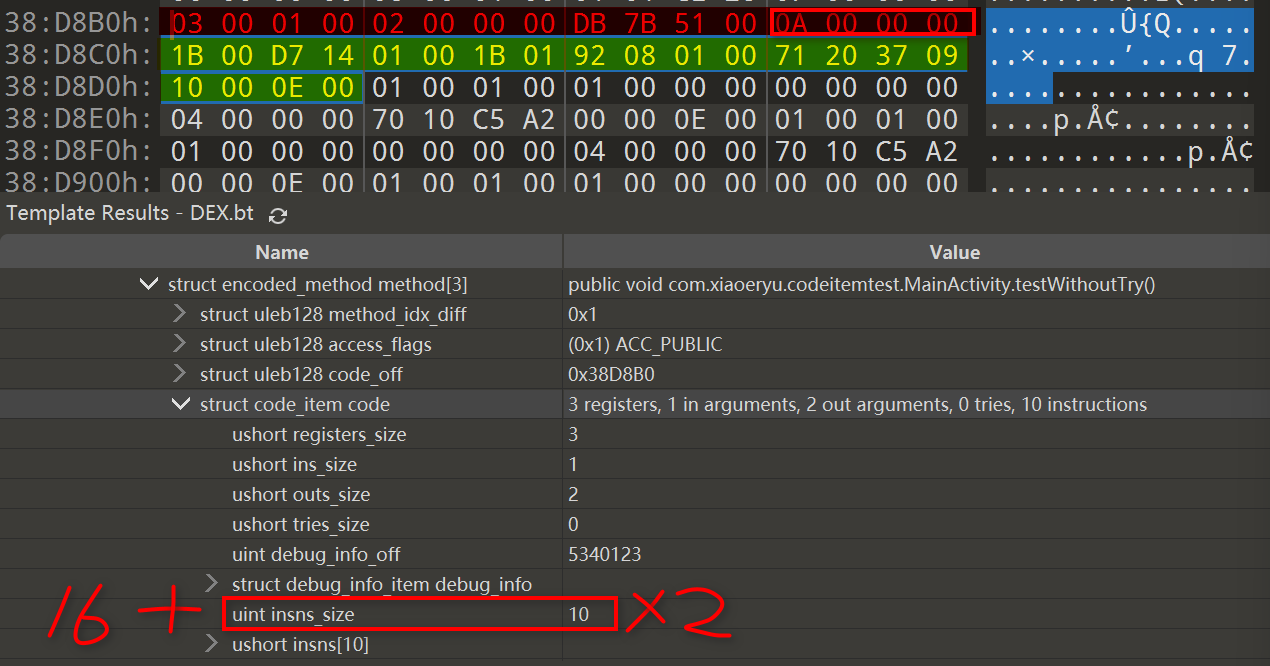 38:D8B0h: 03 00 01 00 02 00 00 00 DB 7B 51 00 0A 00 00 00 ........Û{Q.....
38:D8C0h: 1B 00 D7 14 01 00 1B 01 92 08 01 00 71 20 37 09 ..×.....’...q 7.
38:D8D0h: 10 00 0E 00 01 00 01 00 01 00 00 00 00 00 00 00 ................
38:D8E0h: 04 00 00 00 70 10 C5 A2 00 00 0E 00 01 00 01 00 ....p.Å¢........
38:D8F0h: 01 00 00 00 00 00 00 00 04 00 00 00 70 10 C5 A2 ............p.Å¢
38:D900h: 00 00 0E 00 01 00 01 00 01 00 00 00 00 00 00 00 ................
Template Results - DEX.bt
Name Value
struct encoded_method method[3] public void com.xiaoeryu.codeitemtest.MainActivity.testWithoutTry()
struct uleb128 method_idx_diff 0x1
struct uleb128 access_flags (0x1) ACC_PUBLIC
struct uleb128 code_off 0x38D8B0
struct code_item code 3 registers, 1 in arguments, 2 out arguments, 0 tries, 10 instructions
ushort registers_size 3
ushort ins_size 1
ushort outs_size 2
ushort tries_size 0
uint debug_info_off 5340123
struct debug_info_item debug_info
16 + uint insns_size 10 ×2
ushort insns[10]